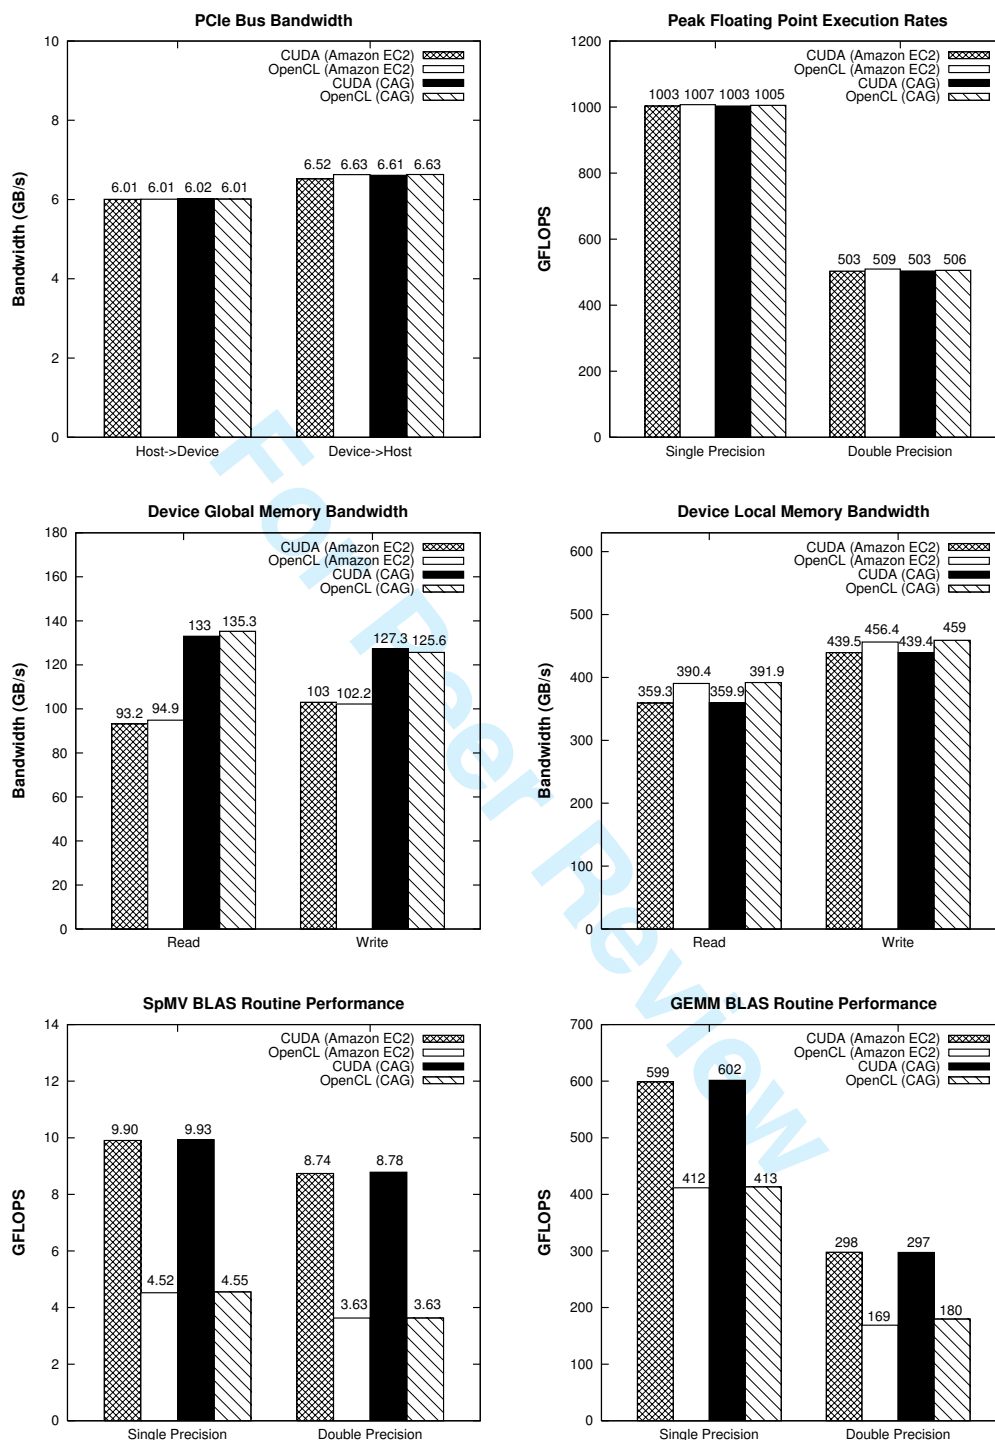 PCIe Bus Bandwidth
10
8
6
4
2
0
Bandwidth (GB/s)
CUDA (Amazon EC2)
OpenCL (Amazon EC2)
CUDA (CAG)
OpenCL (CAG)
6.01 6.01 6.02 6.01
6.52 6.63 6.61 6.63
Host->Device Device->Host
Peak Floating Point Execution Rates
1200
1000
800
600
400
200
0
GFLOPS
CUDA (Amazon EC2)
OpenCL (Amazon EC2)
CUDA (CAG)
OpenCL (CAG)
1003 1007 1003 1005
503 509 503 506
Single Precision Double Precision
Device Global Memory Bandwidth
180
160
140
120
100
80
60
40
20
0
Bandwidth (GB/s)
CUDA (Amazon EC2)
OpenCL (Amazon EC2)
CUDA (CAG)
OpenCL (CAG)
93.2 94.9 133 135.3
103 102.2 127.3 125.6
Read Write
Device Local Memory Bandwidth
600
500
400
300
200
100
0
Bandwidth (GB/s)
CUDA (Amazon EC2)
OpenCL (Amazon EC2)
CUDA (CAG)
OpenCL (CAG)
359.3 390.4 359.9 391.9
439.5 456.4 439.4 459
Read Write
SpMV BLAS Routine Performance
14
12
10
8
6
4
2
0
GFLOPS
CUDA (Amazon EC2)
OpenCL (Amazon EC2)
CUDA (CAG)
OpenCL (CAG)
9.90 4.52 9.93 4.55
8.74 3.63 8.78 3.63
Single Precision Double Precision
GEMM BLAS Routine Performance
700
600
500
400
300
200
100
0
GFLOPS
CUDA (Amazon EC2)
OpenCL (Amazon EC2)
CUDA (CAG)
OpenCL (CAG)
599 412 602 413
298 169 297 180
Single Precision Double Precision
For Peer Review